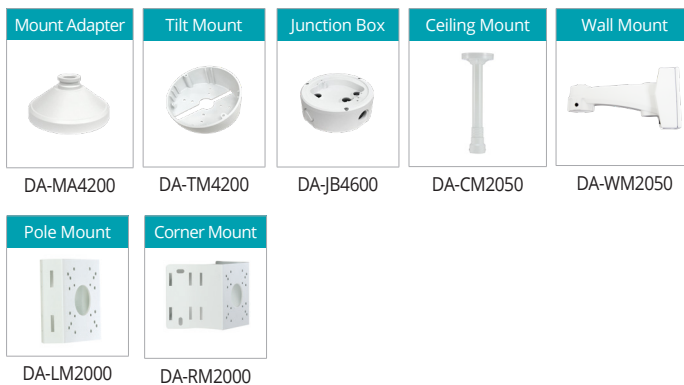 Mount Adapter
Tilt Mount
Junction Box
Ceiling Mount
Wall Mount
DA-MA4200
DA-TM4200
DA-JB4600
DA-CM2050
DA-WM2050
Pole Mount
Corner Mount
DA-LM2000
DA-RM2000